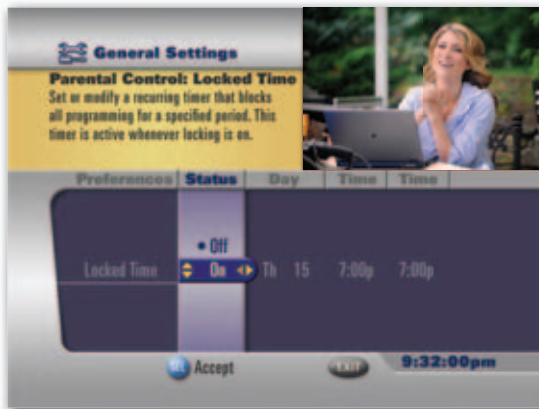 General Settings
Parental Control: Locked Time
Set or modify a recurring timer that blocks
all programming for a specified period. This
timer is active whenever locking is on.
Preferences Status Day Time Time
• Off
Locked Time On Th 15 7:00p 7:00p
SEL Accept EXIT 9:32:00pm